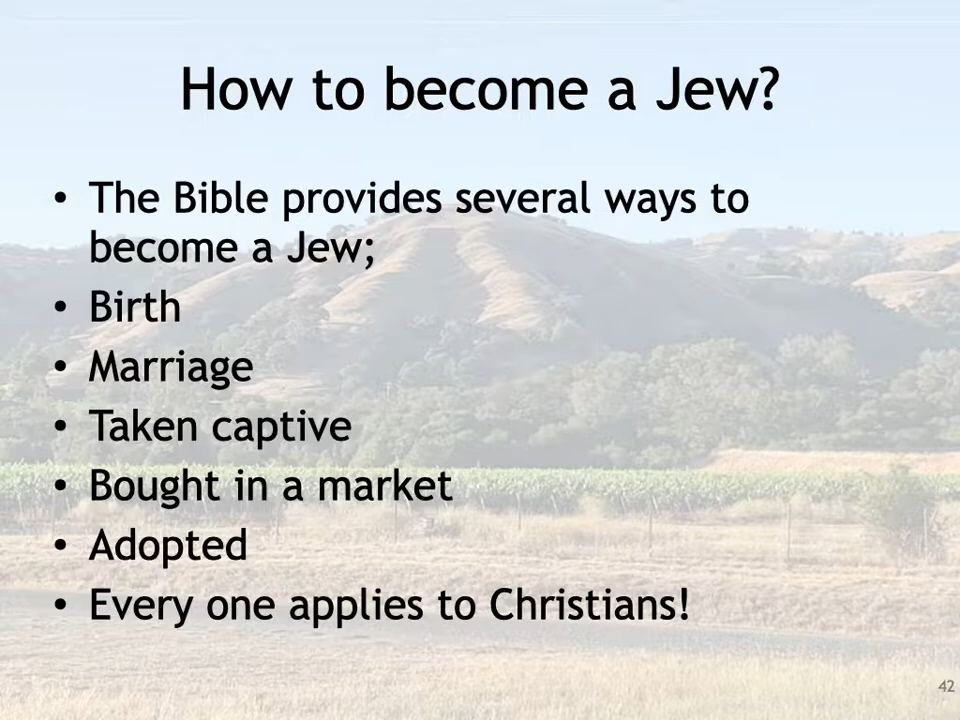 How to become a Jew?
• The Bible provides several ways to
become a Jew;
• Birth
• Marriage
• Taken captive
• Bought in a market
• Adopted
• Every one applies to Christians!
42